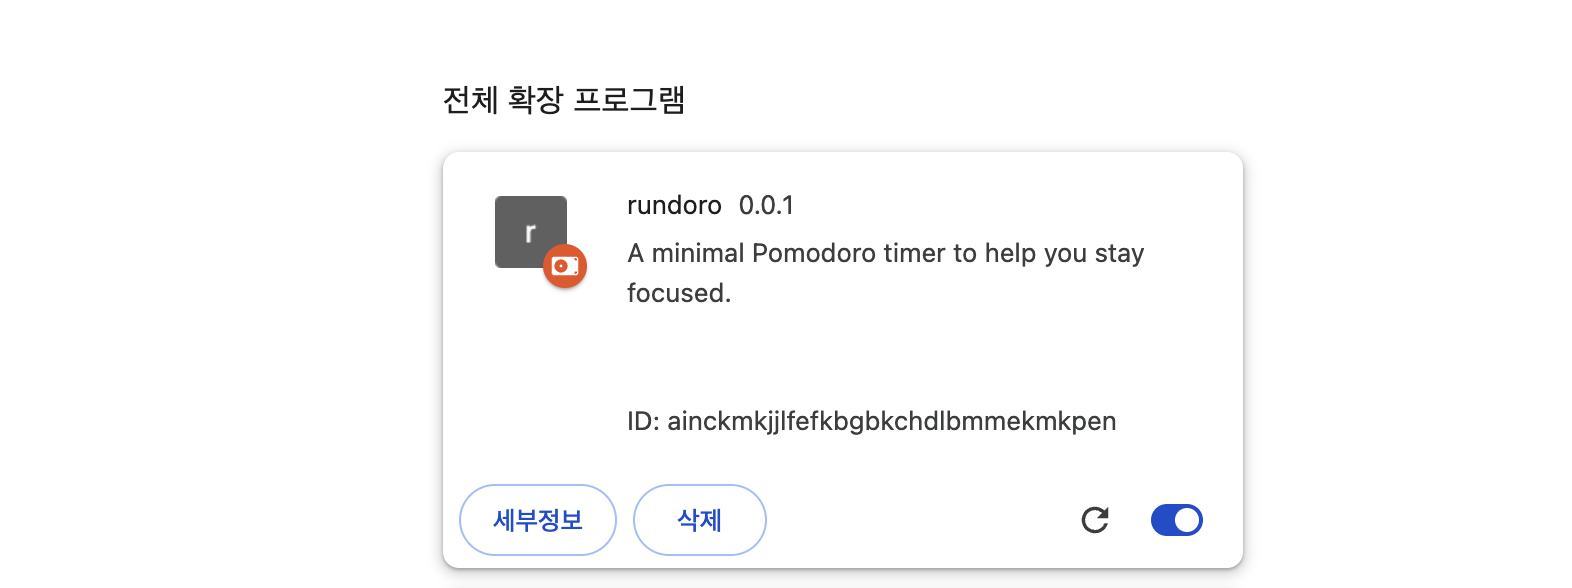 전체 확장 프로그램
r
rundoro 0.0.1
A minimal Pomodoro timer to help you stay
focused.
ID: ainckmkjjlfefkbgbkchdlbmmekmkpen
세부정보 삭제